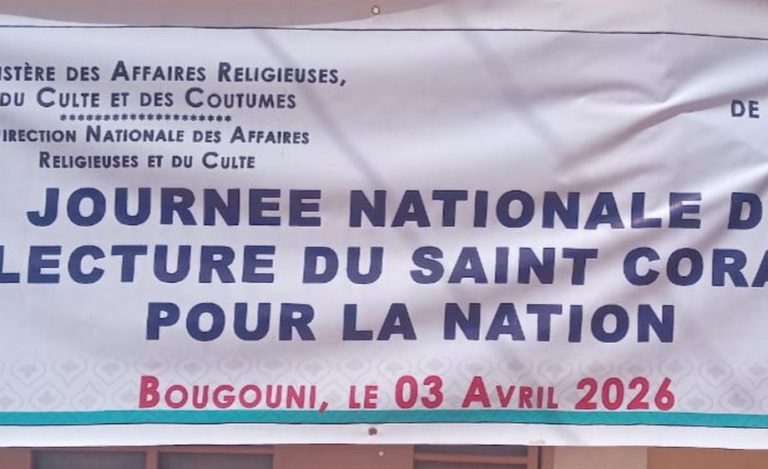 ISTÈRE DES AFFAIRES RELIGIEUSES,
DU CULTE ET DES COUTUMES
********************
IRECTION NATIONALE DES AFFAIRES
RELIGIEUSES ET DU CULTE
DE
JOURNEE NATIONALE D
LECTURE DU SAINT CORA
POUR LA NATION
BOUGOUNI, LE 03 AVRIL 2026